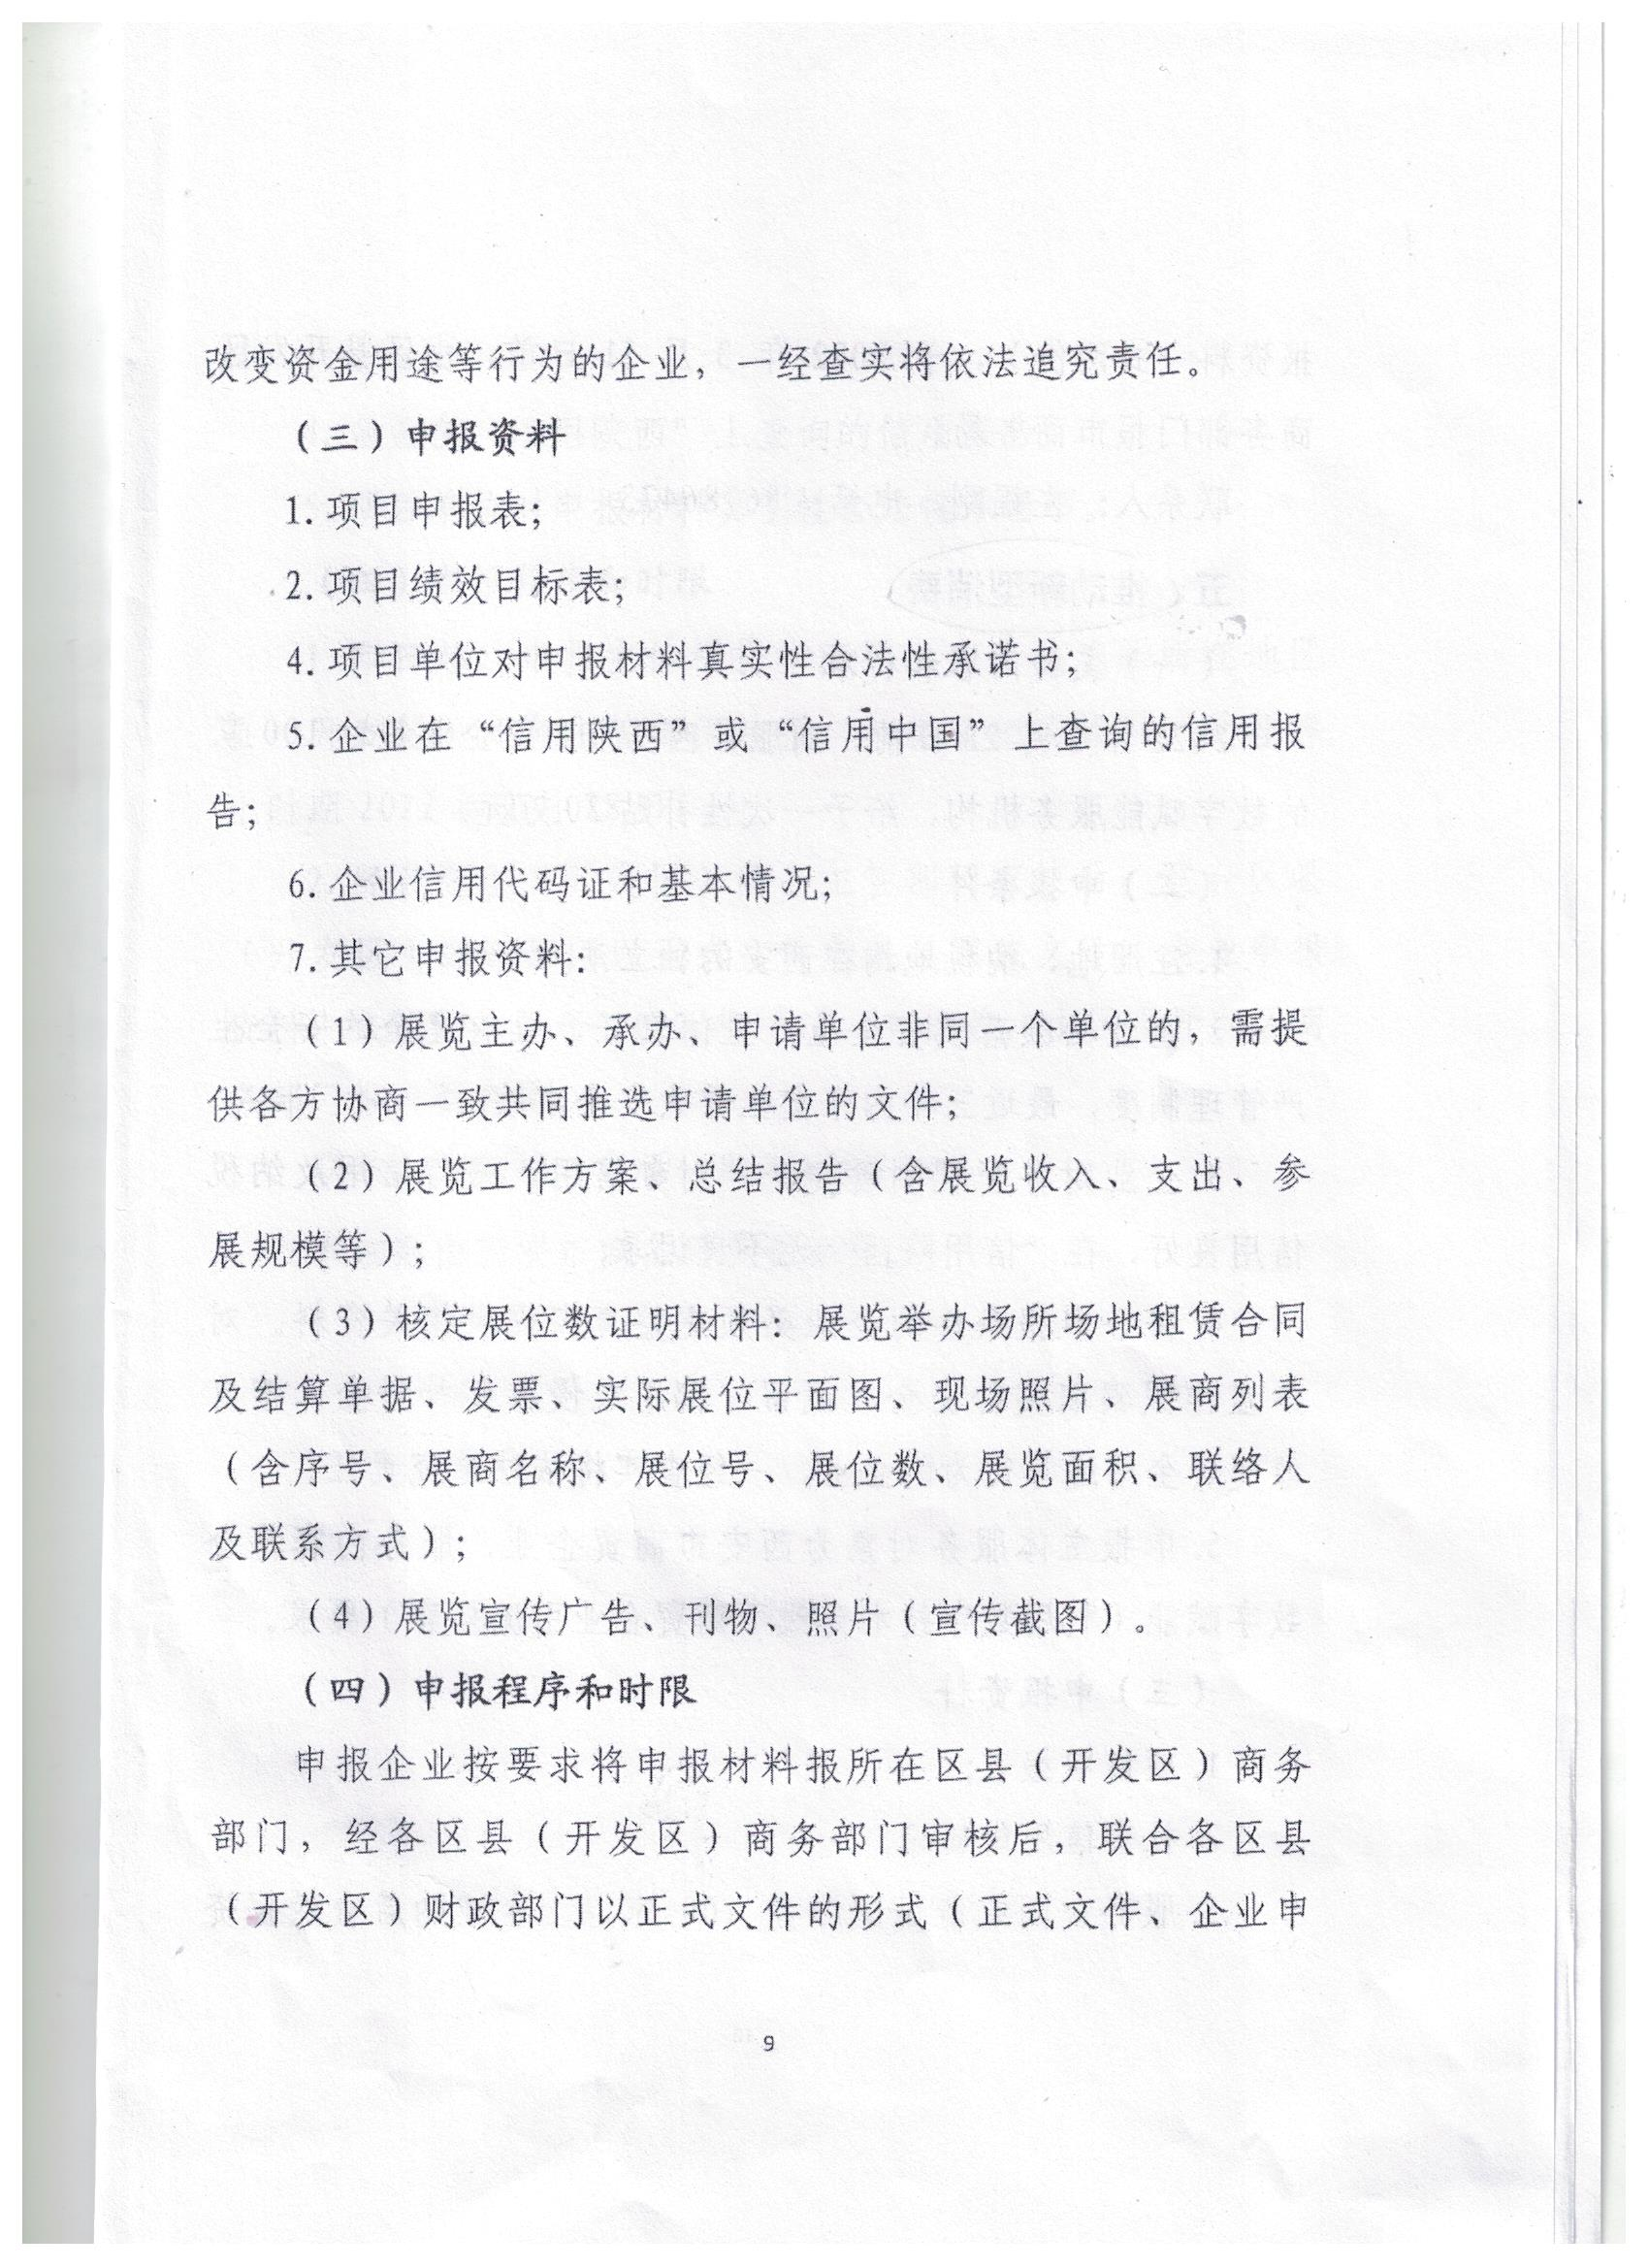 改变资金用途等行为的企业，一经查实将依法追究责任。
（三）申报资料
1.项目申报表；
2.项目绩效目标表；
4.项目单位对申报材料真实性合法性承诺书；
5.企业在“信用陕西”或“信用中国”上查询的信用报
告；
6.企业信用代码证和基本情况；
7.其它申报资料：
（1）展览主办、承办、申请单位非同一个单位的，需提
供各方协商一致共同推选申请单位的文件；
（2）展览工作方案、总结报告（含展览收入、支出、参
展规模等）；
（3）核定展位数证明材料：展览举办场所场地租赁合同
及结算单据、发票、实际展位平面图、现场照片、展商列表
（含序号、展商名称、展位号、展位数、展览面积、联络人
及联系方式）；
（4）展览宣传广告、刊物、照片（宣传截图）。
（四）申报程序和时限
申报企业按要求将申报材料报所在区县（开发区）商务
部门，经各区县（开发区）商务部门审核后，联合各区县
（开发区）财政部门以正式文件的形式（正式文件、企业申
9